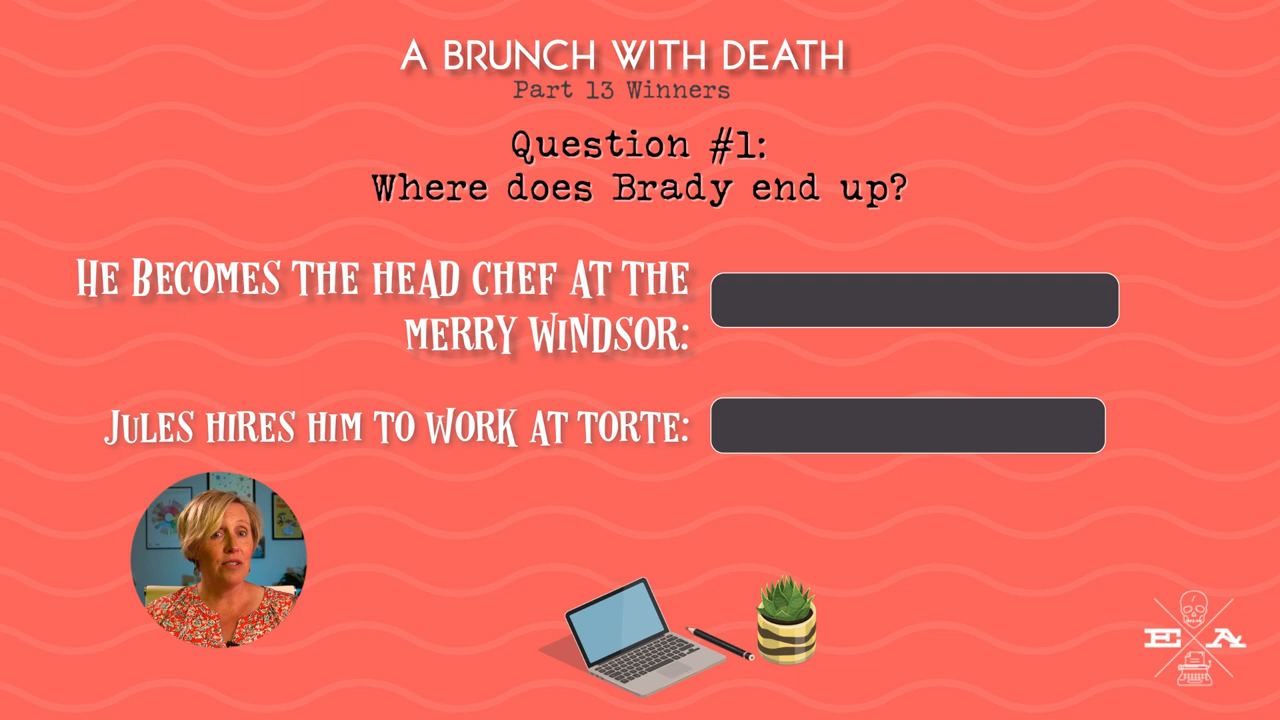 A BRUNCH WITH DEATH
Part 13 Winners
Question #1:
Where does Brady end up?
HE BECOMES THE HEAD CHEF AT THE
MERRY WINDSOR:
JULES HIRES HIM TO WORK AT TORTE:
E A